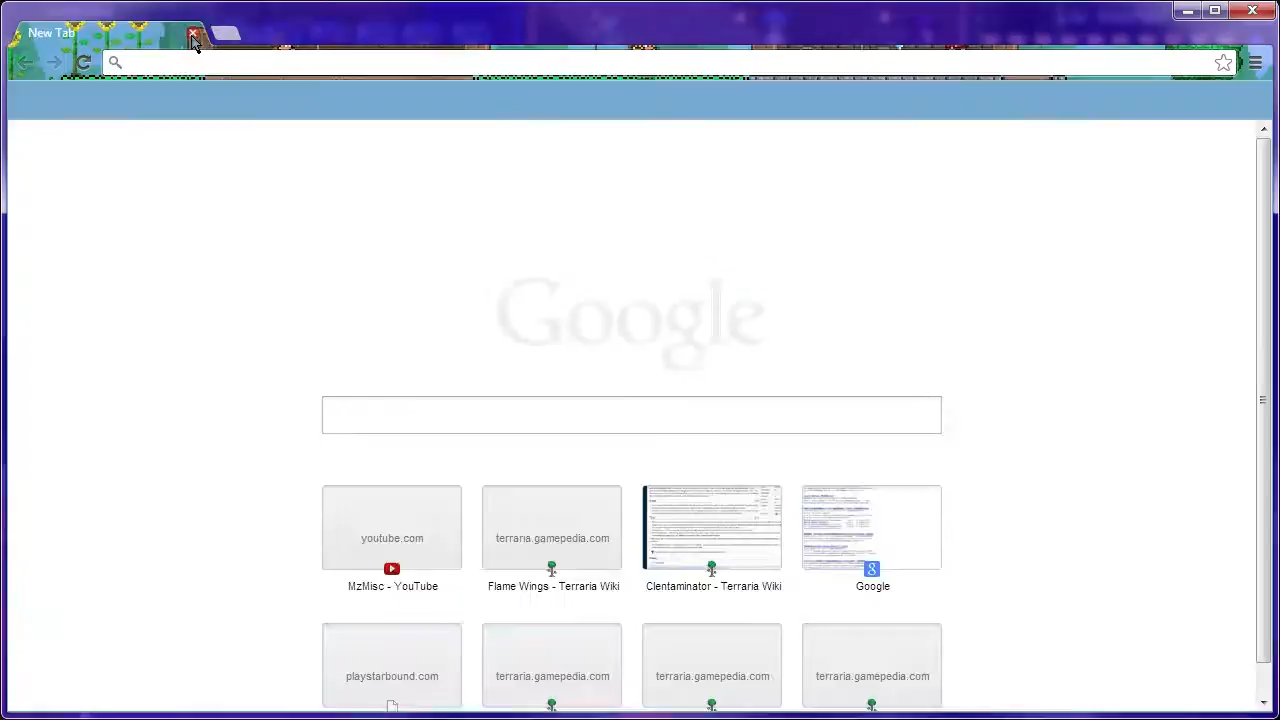 New Tab
Google
youtube.com
terraria.gamepedia.com
MzMisc - YouTube
Flame Wings - Terraria Wiki
Clentaminator - Terraria Wiki
Google
playstarbound.com
terraria.gamepedia.com
terraria.gamepedia.com
terraria.gamepedia.com